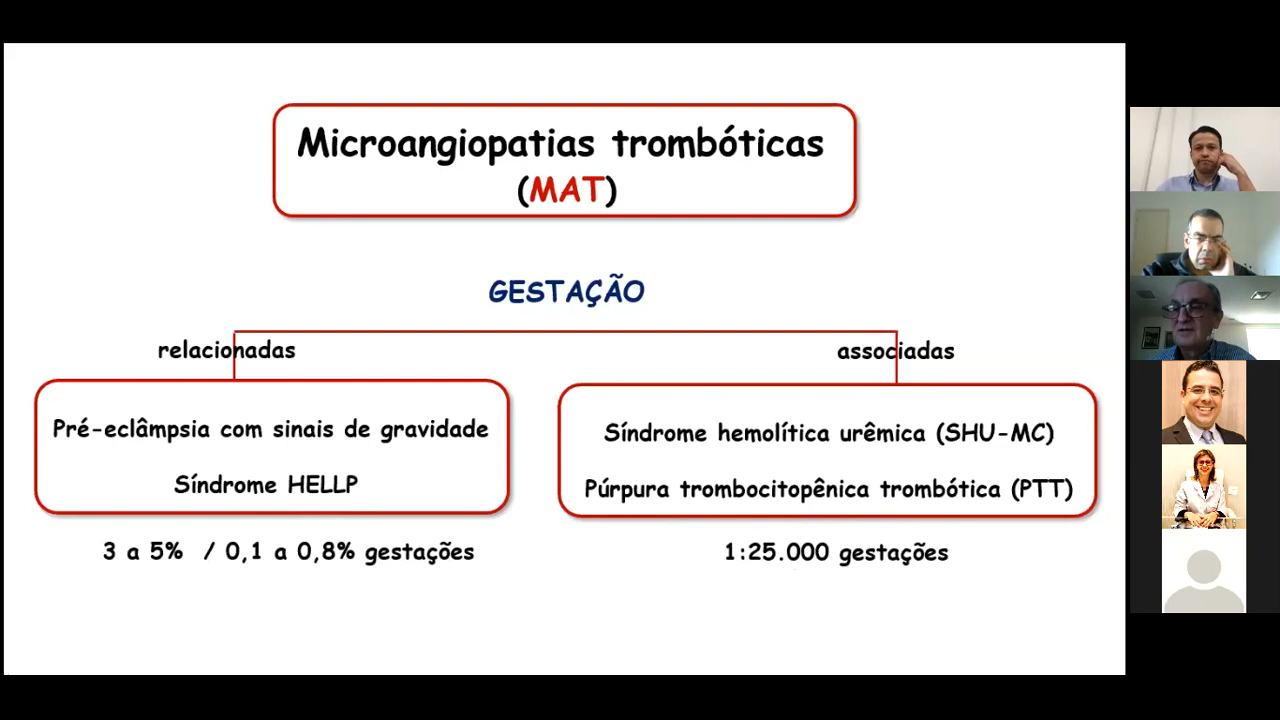 Microangiopatias trombóticas
(MAT)
GESTAÇÃO
relacionadas
associadas
Pré-eclâmpsia com sinais de gravidade
Síndrome HELLP
Síndrome hemolítica urêmica (SHU-MC)
Púrpura trombocitopênica trombótica (PTT)
3 a 5% / 0,1 a 0,8% gestações
1:25.000 gestações